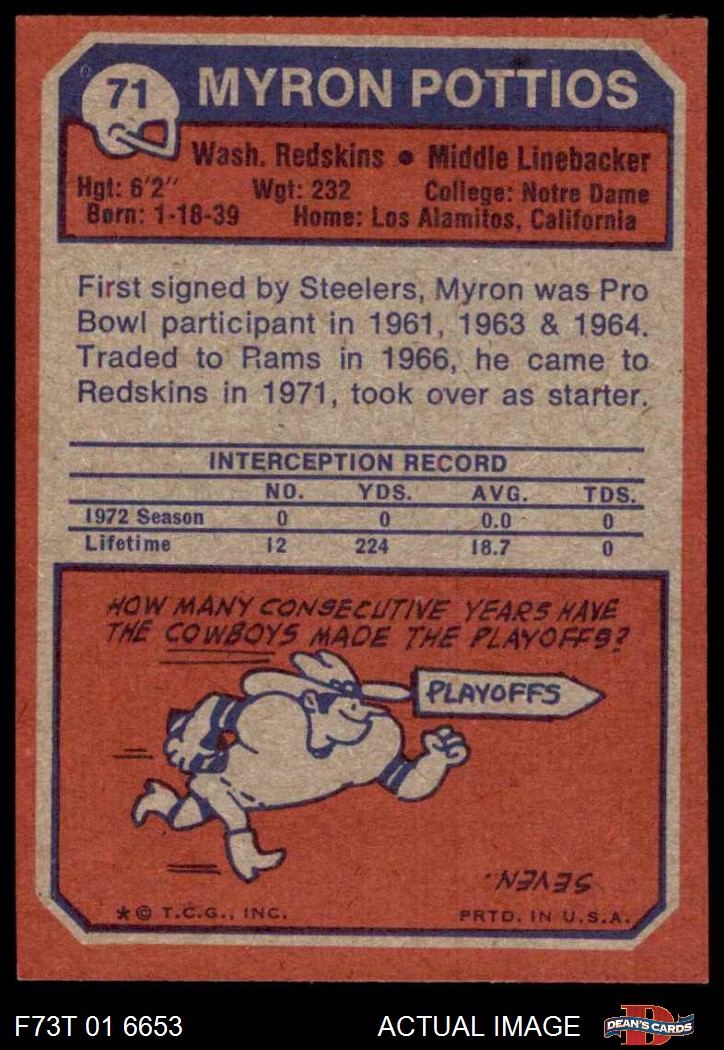 71 MYRON POTTIOS
Wash. Redskins • Middle Linebacker
Hgt: 6'2" Wgt: 232 College: Notre Dame
Born: 1-18-39 Home: Los Alamitos, California
First signed by Steelers, Myron was Pro
Bowl participant in 1961, 1963 & 1964.
Traded to Rams in 1966, he came to
Redskins in 1971, took over as starter.
INTERCEPTION RECORD
NO. YDS. AVG. TDS.
1972 Season 0 0 0.0 0
Lifetime 12 224 18.7 0
HOW MANY CONSECUTIVE YEARS HAVE
THE COWBOYS MADE THE PLAYOFFS?
PLAYOFFS
SEVEN.
* © T.C.G., INC. PRTD. IN U.S.A.
F73T 01 6653 ACTUAL IMAGE DEAN'S CARDS